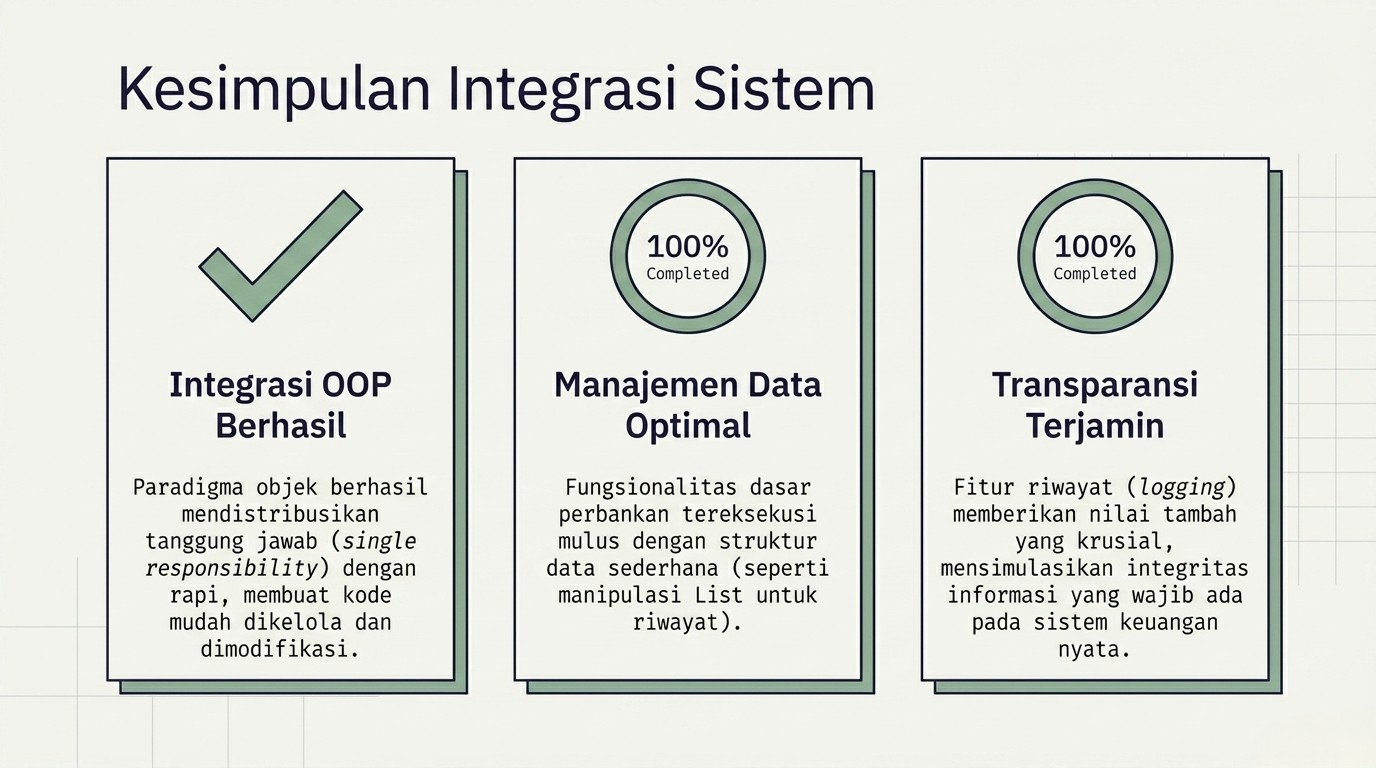 Kesimpulan Integrasi Sistem
Integrasi OOP
Berhasil
Paradigma objek berhasil
mendistribusikan
tanggung jawab (single
responsibility) dengan
rapi, membuat kode
mudah dikelola dan
dimodifikasi.
100%
Completed
Manajemen Data
Optimal
Fungsionalitas dasar
perbankan tereksekusi
mulus dengan struktur
data sederhana (seperti
manipulasi List untuk
riwayat).
100%
Completed
Transparansi
Terjamin
Fitur riwayat (logging)
memberikan nilai tambah
yang krusial,
mensimulasikan integritas
informasi yang wajib ada
pada sistem keuangan
nyata.